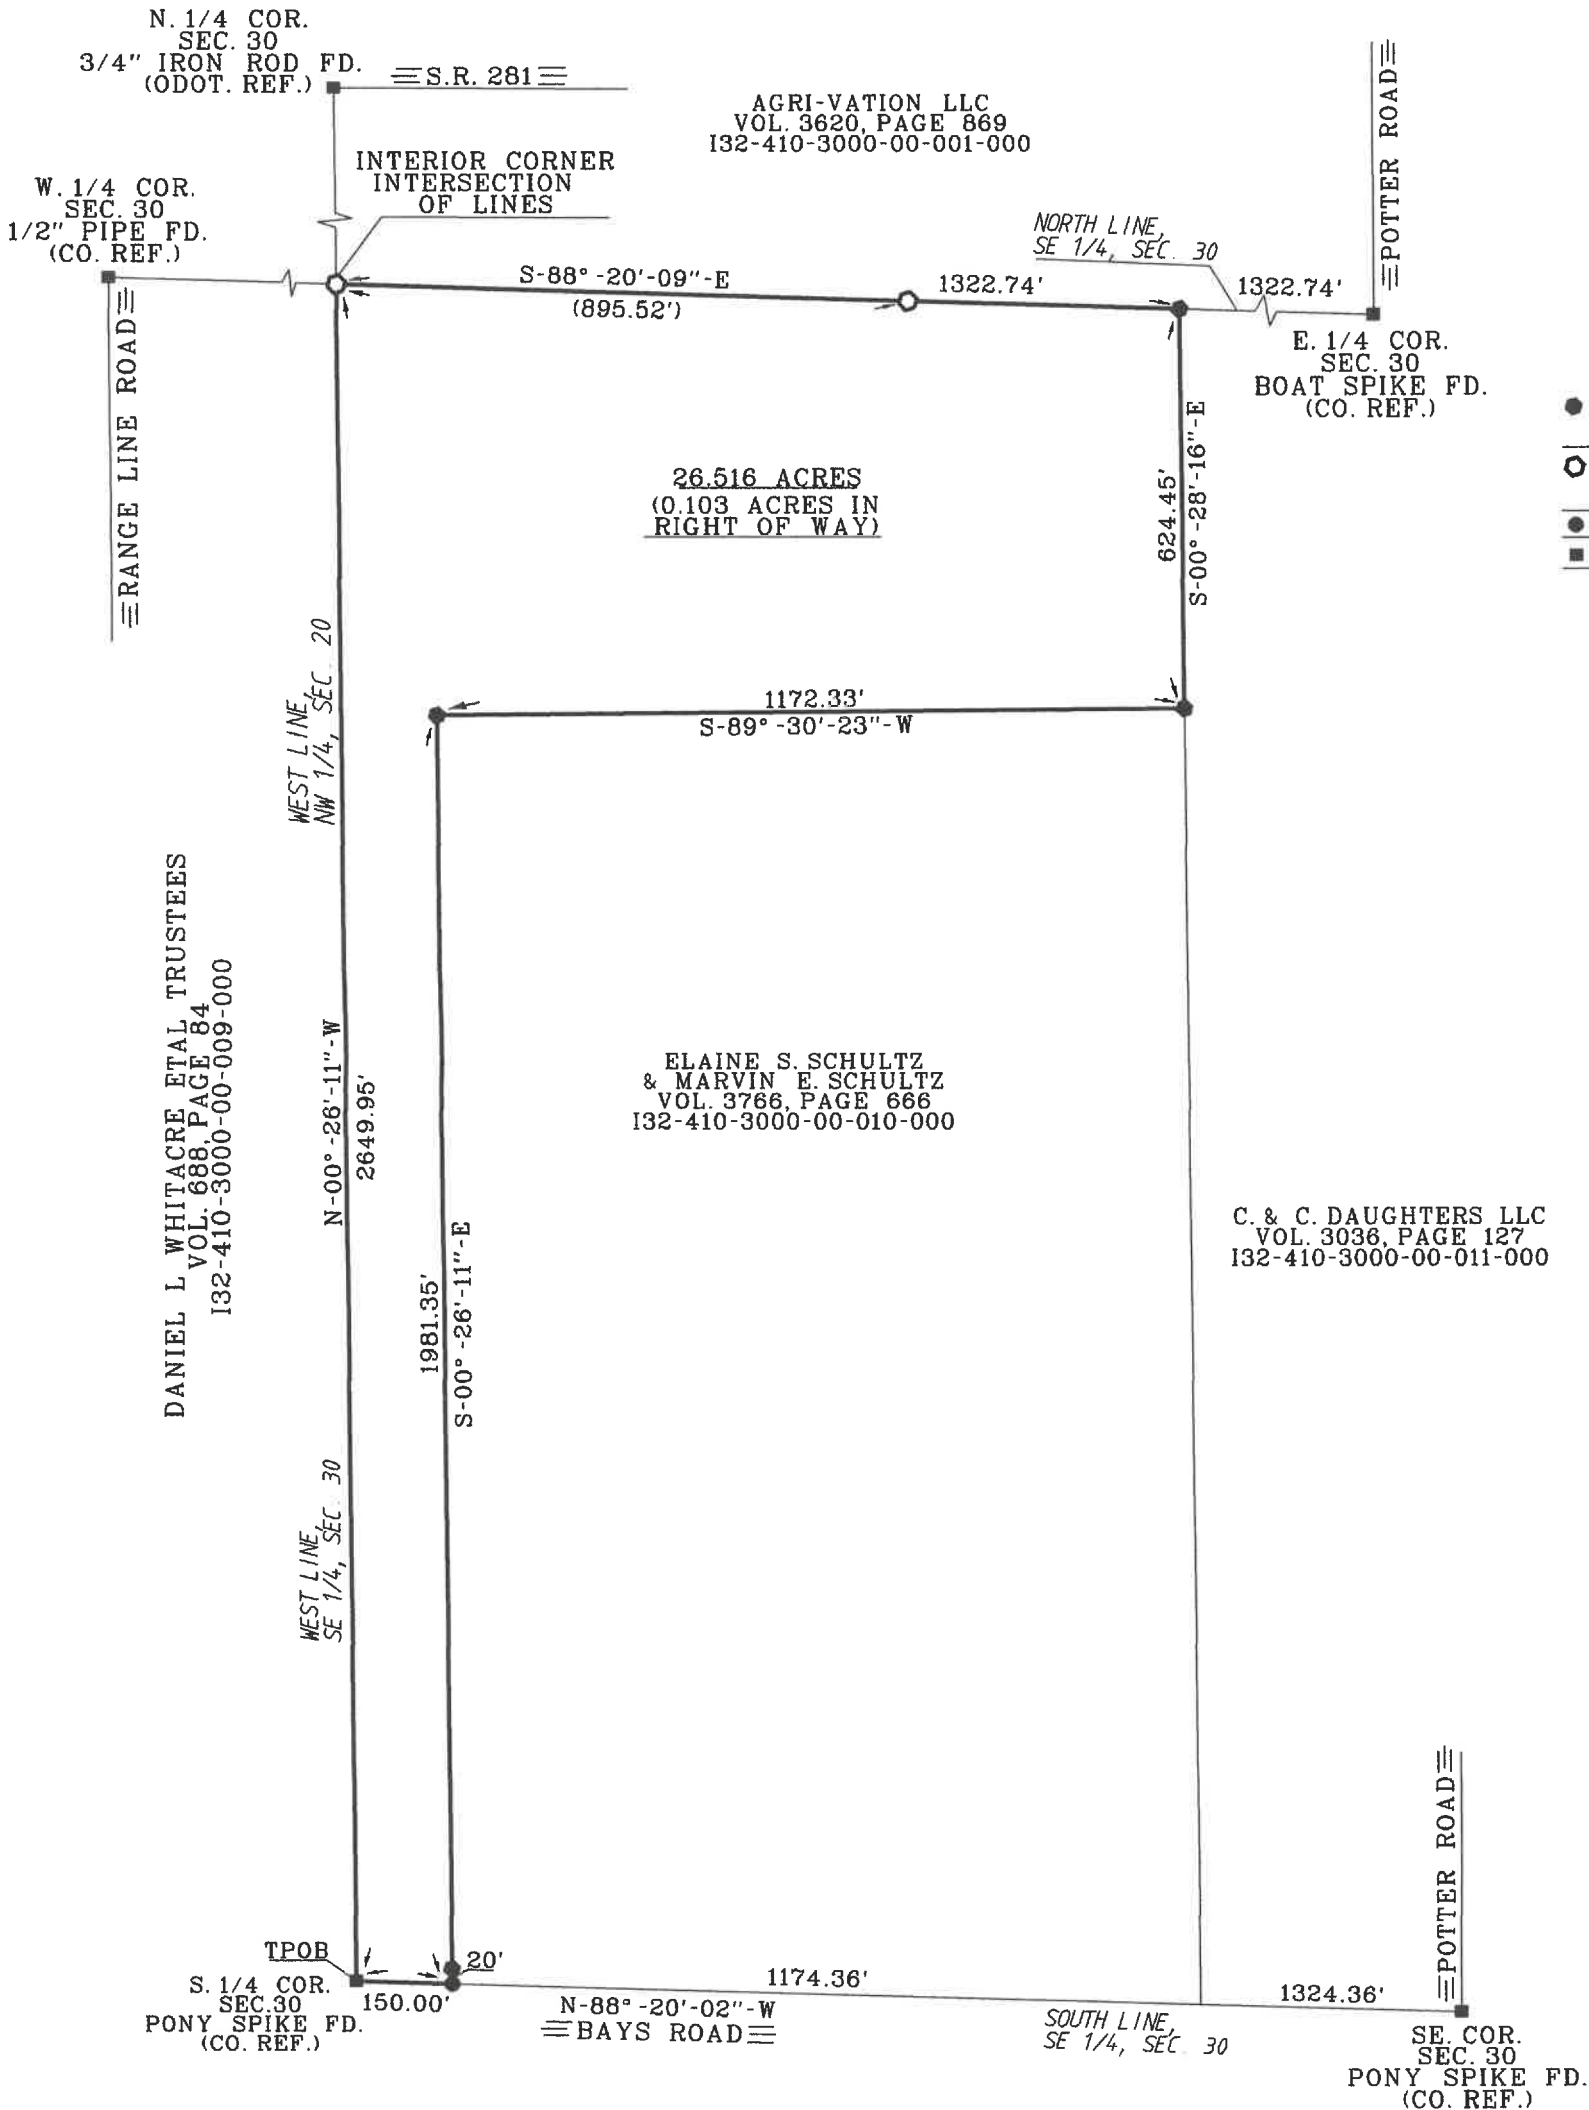 N. 1/4 COR.
SEC. 30
3/4" IRON ROD FD.
(ODOT. REF.)
S.R. 281
AGRI-VATION LLC
VOL. 3620, PAGE 869
I32-410-3000-00-001-000
POTTER ROAD
INTERIOR CORNER
INTERSECTION
OF LINES
W. 1/4 COR.
SEC. 30
1/2" PIPE FD.
(CO. REF.)
NORTH LINE,
SE 1/4, SEC. 30
S-88°-20'-09"-E
(895.52')
1322.74'
1322.74'
E. 1/4 COR.
SEC. 30
BOAT SPIKE FD.
(CO. REF.)
RANGE LINE ROAD
26.516 ACRES
(0.103 ACRES IN
RIGHT OF WAY)
624.45'
S-00°-28'-16"-E
WEST LINE,
NW 1/4, SEC. 20
1172.33'
S-89°-30'-23"-W
DANIEL L WHITACRE ETAL TRUSTEES
VOL. 688, PAGE 84
I32-410-3000-00-009-000
N-00°-26'-11"-W
2649.95'
ELAINE S. SCHULTZ
& MARVIN E. SCHULTZ
VOL. 3766, PAGE 666
I32-410-3000-00-010-000
1981.35'
S-00°-26'-11"-E
C. & C. DAUGHTERS LLC
VOL. 3036, PAGE 127
I32-410-3000-00-011-000
WEST LINE,
SE 1/4, SEC. 30
POTTER ROAD
TPOB
S. 1/4 COR.
SEC.30
PONY SPIKE FD.
(CO. REF.)
150.00'
20'
1174.36'
N-88°-20'-02"-W
BAYS ROAD
SOUTH LINE,
SE 1/4, SEC. 30
1324.36'
SE. COR.
SEC. 30
PONY SPIKE FD.
(CO. REF.)